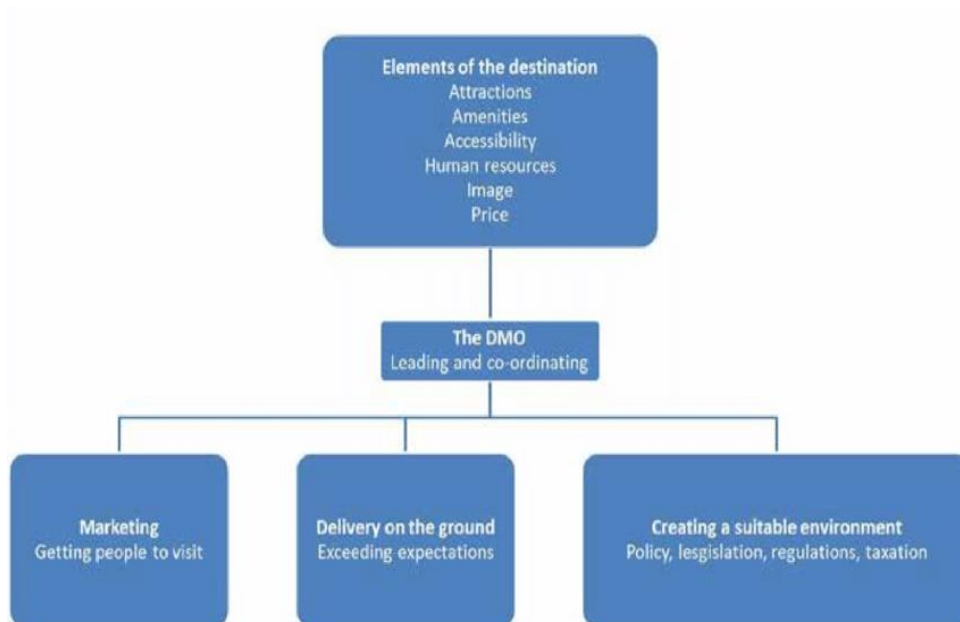 Elements of the destination
Attractions
Amenities
Accessibility
Human resources
Image
Price
The DMO
Leading and co-ordinating
Marketing
Getting people to visit
Delivery on the ground
Exceeding expectations
Creating a suitable environment
Policy, lesgislation, regulations, taxation